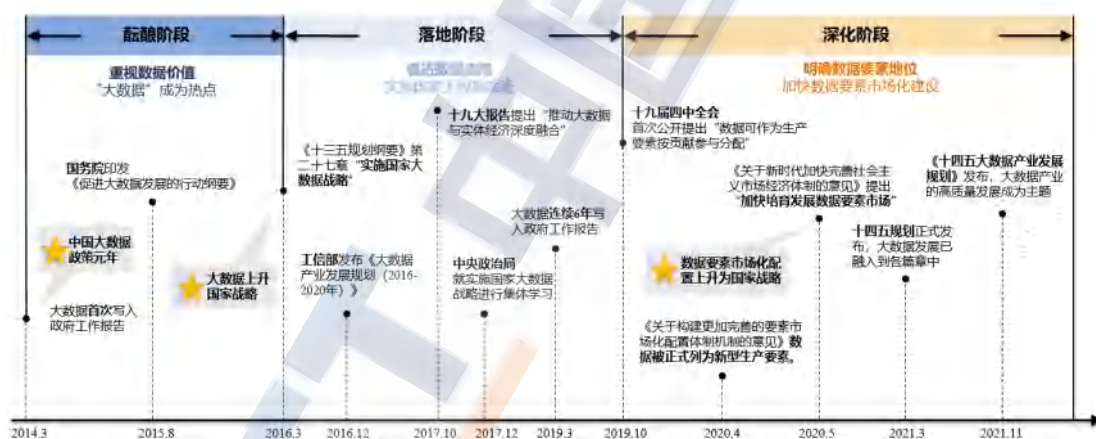 酝酿阶段
落地阶段
深化阶段
重视数据价值
“大数据”成为热点
明确数据要素地位
加快数据要素市场化建设
国务院印发
《促进大数据发展的行动纲要》
中国大数据
政策元年
大数据首次写入
政府工作报告
大数据上升
国家战略
《十三五规划纲要》第
二十七章“实施国家大
数据战略”
工信部发布《大数据
产业发展规划（2016-
2020年）》
十九大报告提出“推动大数据
与实体经济深度融合”
中央政治局
就实施国家大数据
战略进行集体学习
大数据连续6年写
入政府工作报告
十九届四中全会
首次公开提出“数据可作为生产
要素按贡献参与分配”
数据要素市场化配
置上升为国家战略
《关于构建更加完善的要素市
场化配置体制机制的意见》数
据被正式列为新型生产要素。
《关于新时代加快完善社会主
义市场经济体制的意见》提出
“加快培育发展数据要素市场”
十四五规划正式发
布，大数据发展已
融入到各篇章中
《十四五大数据产业发展
规划》发布，大数据产业
的高质量发展成为主题
2014.3
2015.8
2016.3
2016.12
2017.10
2017.12
2019.3
2019.10
2020.4
2020.5
2021.3
2021.11